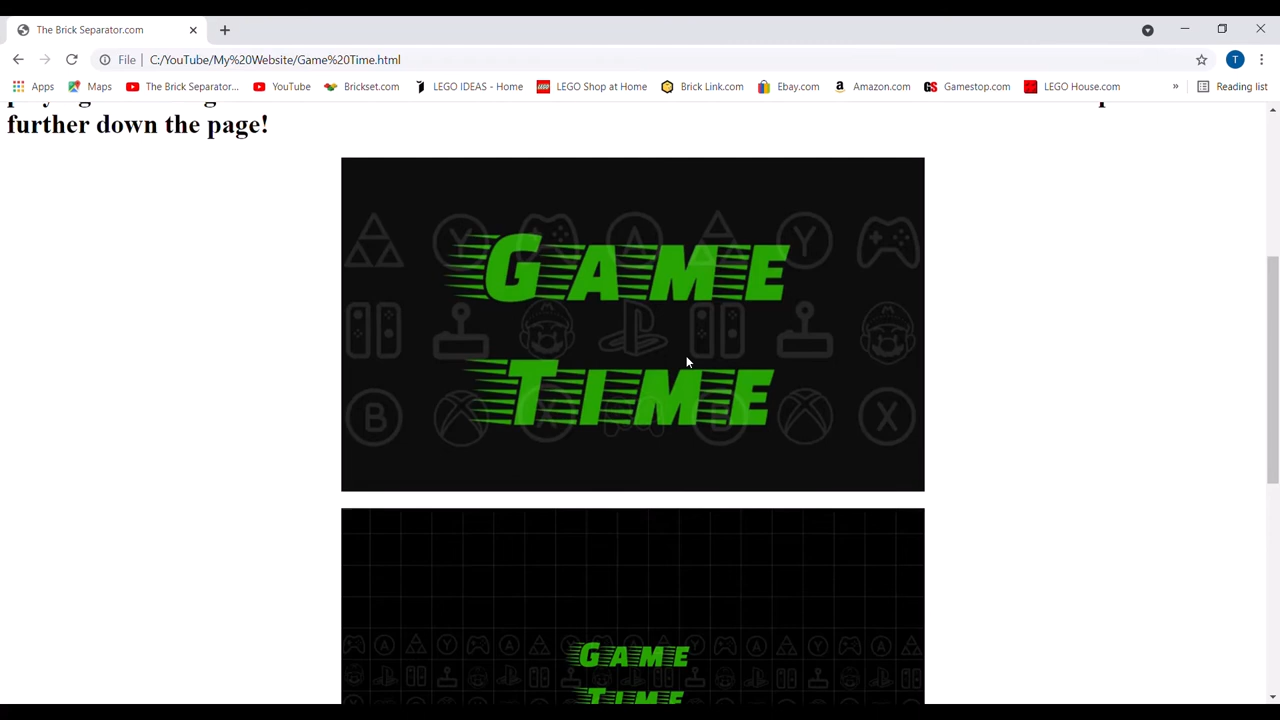 The Brick Separator.com
File C:/YouTube/My%20Website/Game%20Time.html T
Apps Maps The Brick Separator... YouTube Brickset.com LEGO IDEAS - Home LEGO Shop at Home Brick Link.com Ebay.com Amazon.com Gamestop.com LEGO House.com » Reading list
further down the page!
Y A Y
GAME
TIME
B X
GAME
TIME